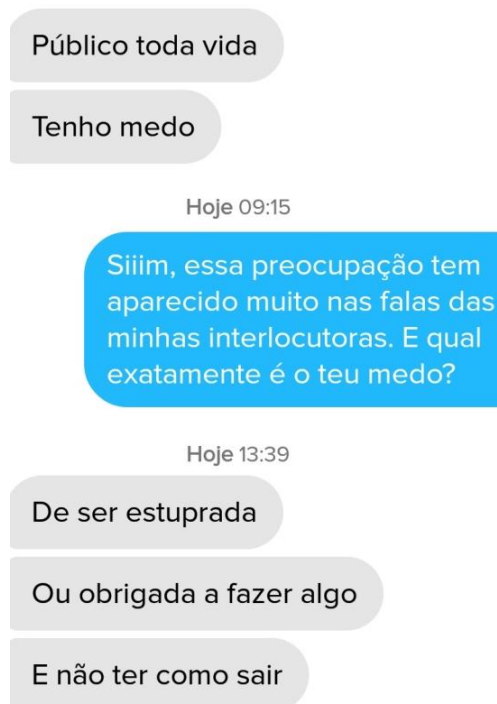 Público toda vida
Tenho medo
Hoje 09:15
Siiim, essa preocupação tem
aparecido muito nas falas das
minhas interlocutoras. E qual
exatamente é o teu medo?
Hoje 13:39
De ser estuprada
Ou obrigada a fazer algo
E não ter como sair